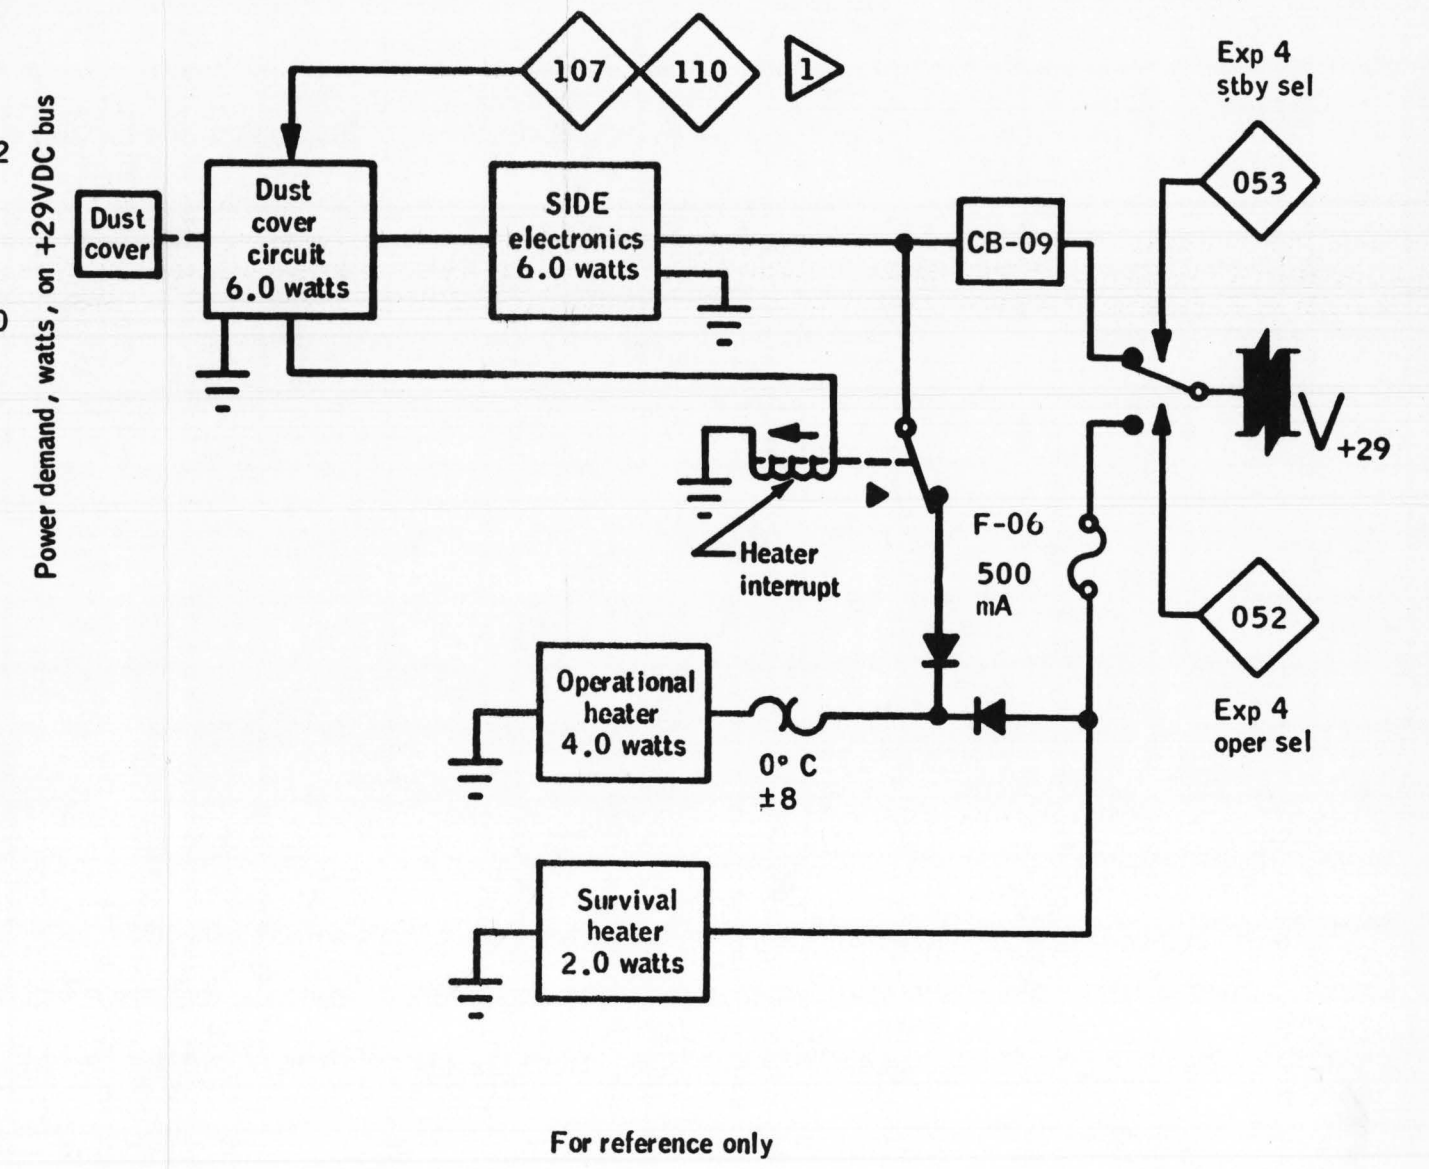 107
110
1
Exp 4
stby sel
053
2
0
Power demand, watts, on +29VDC bus
Dust
cover
Dust
cover
circuit
6.0 watts
SIDE
electronics
6.0 watts
CB-09
V+29
Heater
interrupt
F-06
500
mA
052
Exp 4
oper sel
Operational
heater
4.0 watts
0° C
±8
Survival
heater
2.0 watts
For reference only